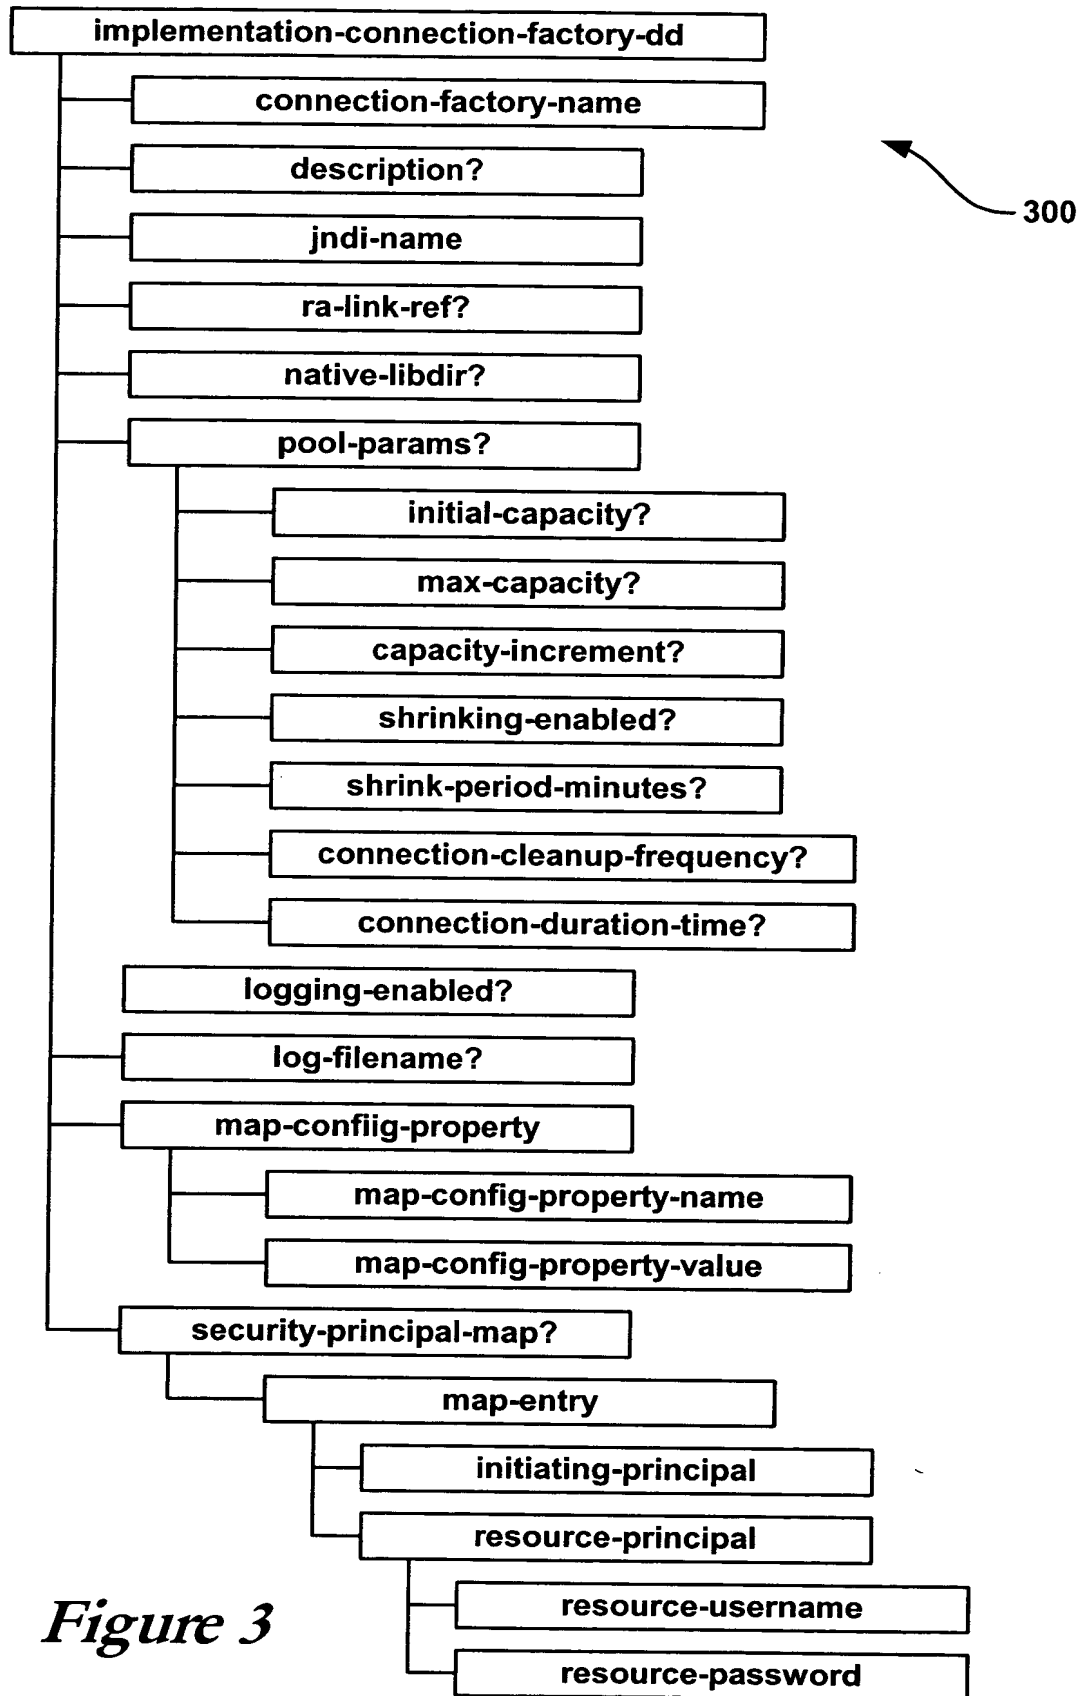 implementation-connection-factory-dd
connection-factory-name
description?
300
jndi-name
ra-link-ref?
native-libdir?
pool-params?
initial-capacity?
max-capacity?
capacity-increment?
shrinking-enabled?
shrink-period-minutes?
connection-cleanup-frequency?
connection-duration-time?
logging-enabled?
log-filename?
map-confiig-property
map-config-property-name
map-config-property-value
security-principal-map?
map-entry
initiating-principal
resource-principal
resource-username
resource-password
Figure 3